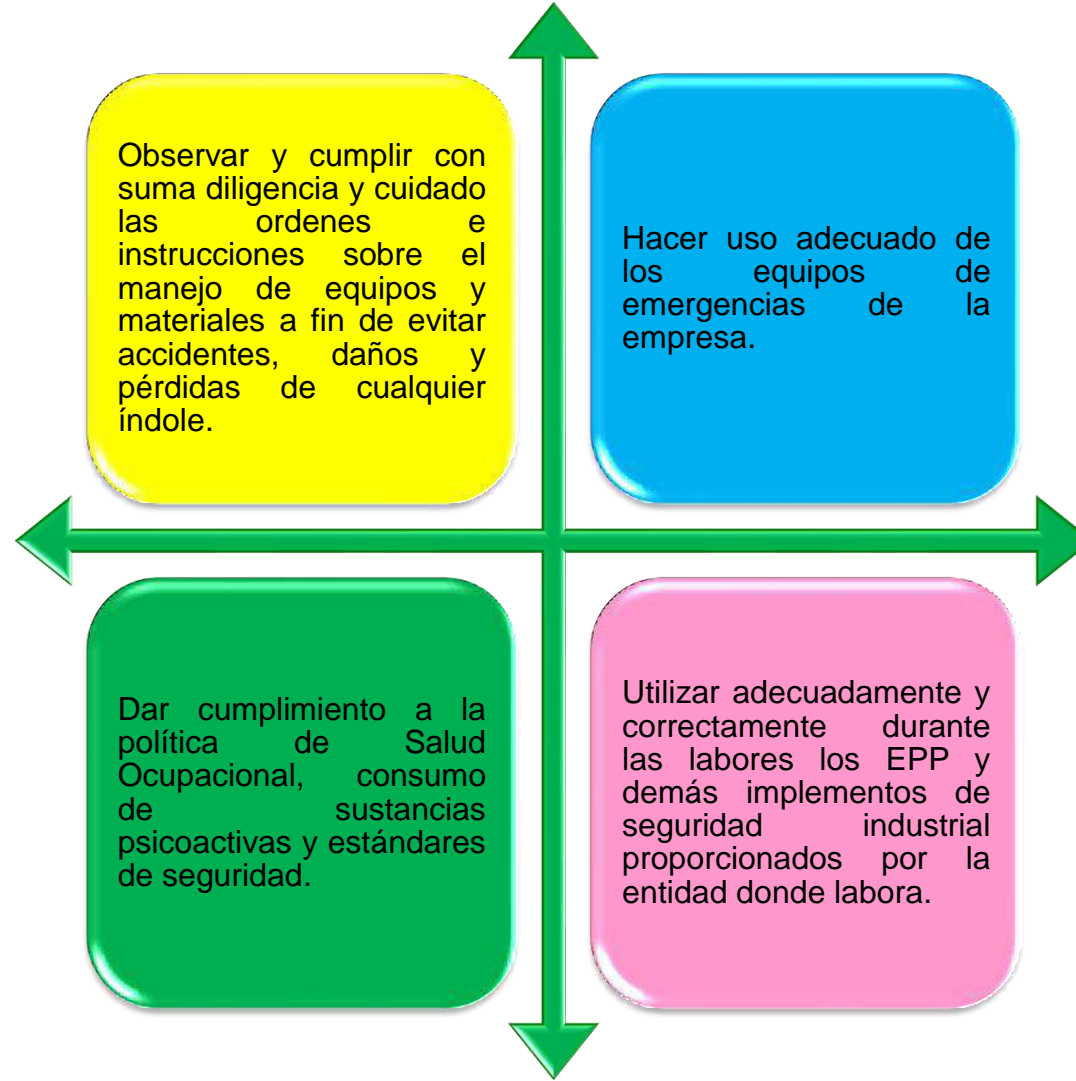 Observar y cumplir con
suma diligencia y cuidado
las ordenes e
instrucciones sobre el
manejo de equipos y
materiales a fin de evitar
accidentes, daños y
pérdidas de cualquier
índole.
Hacer uso adecuado de
los equipos de
emergencias de la
empresa.
Dar cumplimiento a la
política de Salud
Ocupacional, consumo
de sustancias
psicoactivas y estándares
de seguridad.
Utilizar adecuadamente y
correctamente durante
las labores los EPP y
demás implementos de
seguridad industrial
proporcionados por la
entidad donde labora.